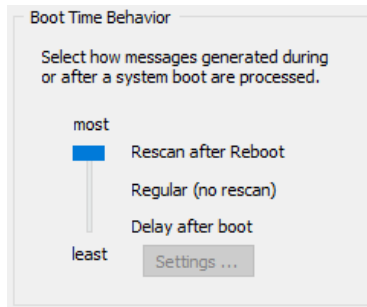 Boot Time Behavior
Select how messages generated during
or after a system boot are processed.
most
Rescan after Reboot
Regular (no rescan)
Delay after boot
least
Settings ...